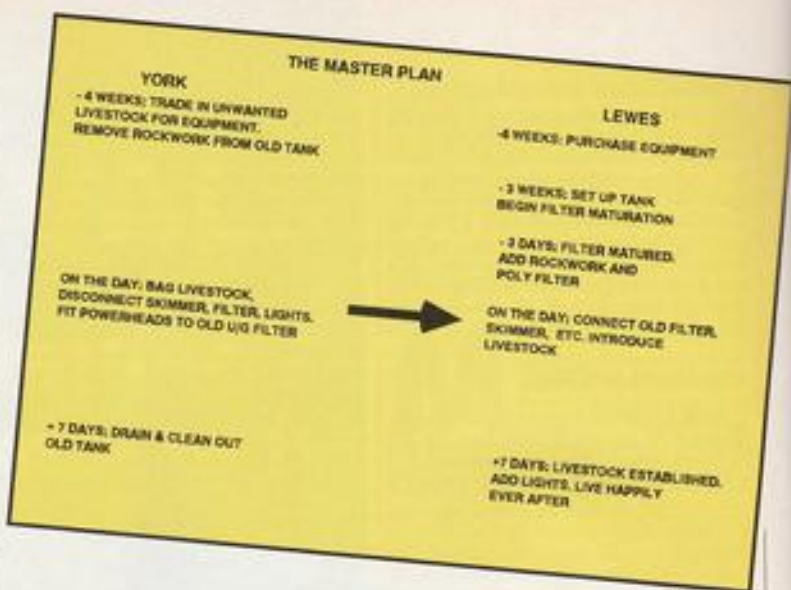 THE MASTER PLAN
YORK
- 4 WEEKS; TRADE IN UNWANTED
LIVESTOCK FOR EQUIPMENT.
REMOVE ROCKWORK FROM OLD TANK
ON THE DAY: BAG LIVESTOCK,
DISCONNECT SKIMMER, FILTER, LIGHTS.
FIT POWERHEADS TO OLD U/G FILTER
+ 7 DAYS; DRAIN & CLEAN OUT
OLD TANK
LEWES
-4 WEEKS: PURCHASE EQUIPMENT
- 3 WEEKS; SET UP TANK
BEGIN FILTER MATURATION
- 3 DAYS; FILTER MATURED.
ADD ROCKWORK AND
POLY FILTER
ON THE DAY: CONNECT OLD FILTER,
SKIMMER, ETC. INTRODUCE
LIVESTOCK
+7 DAYS; LIVESTOCK ESTABLISHED.
ADD LIGHTS. LIVE HAPPILY
EVER AFTER